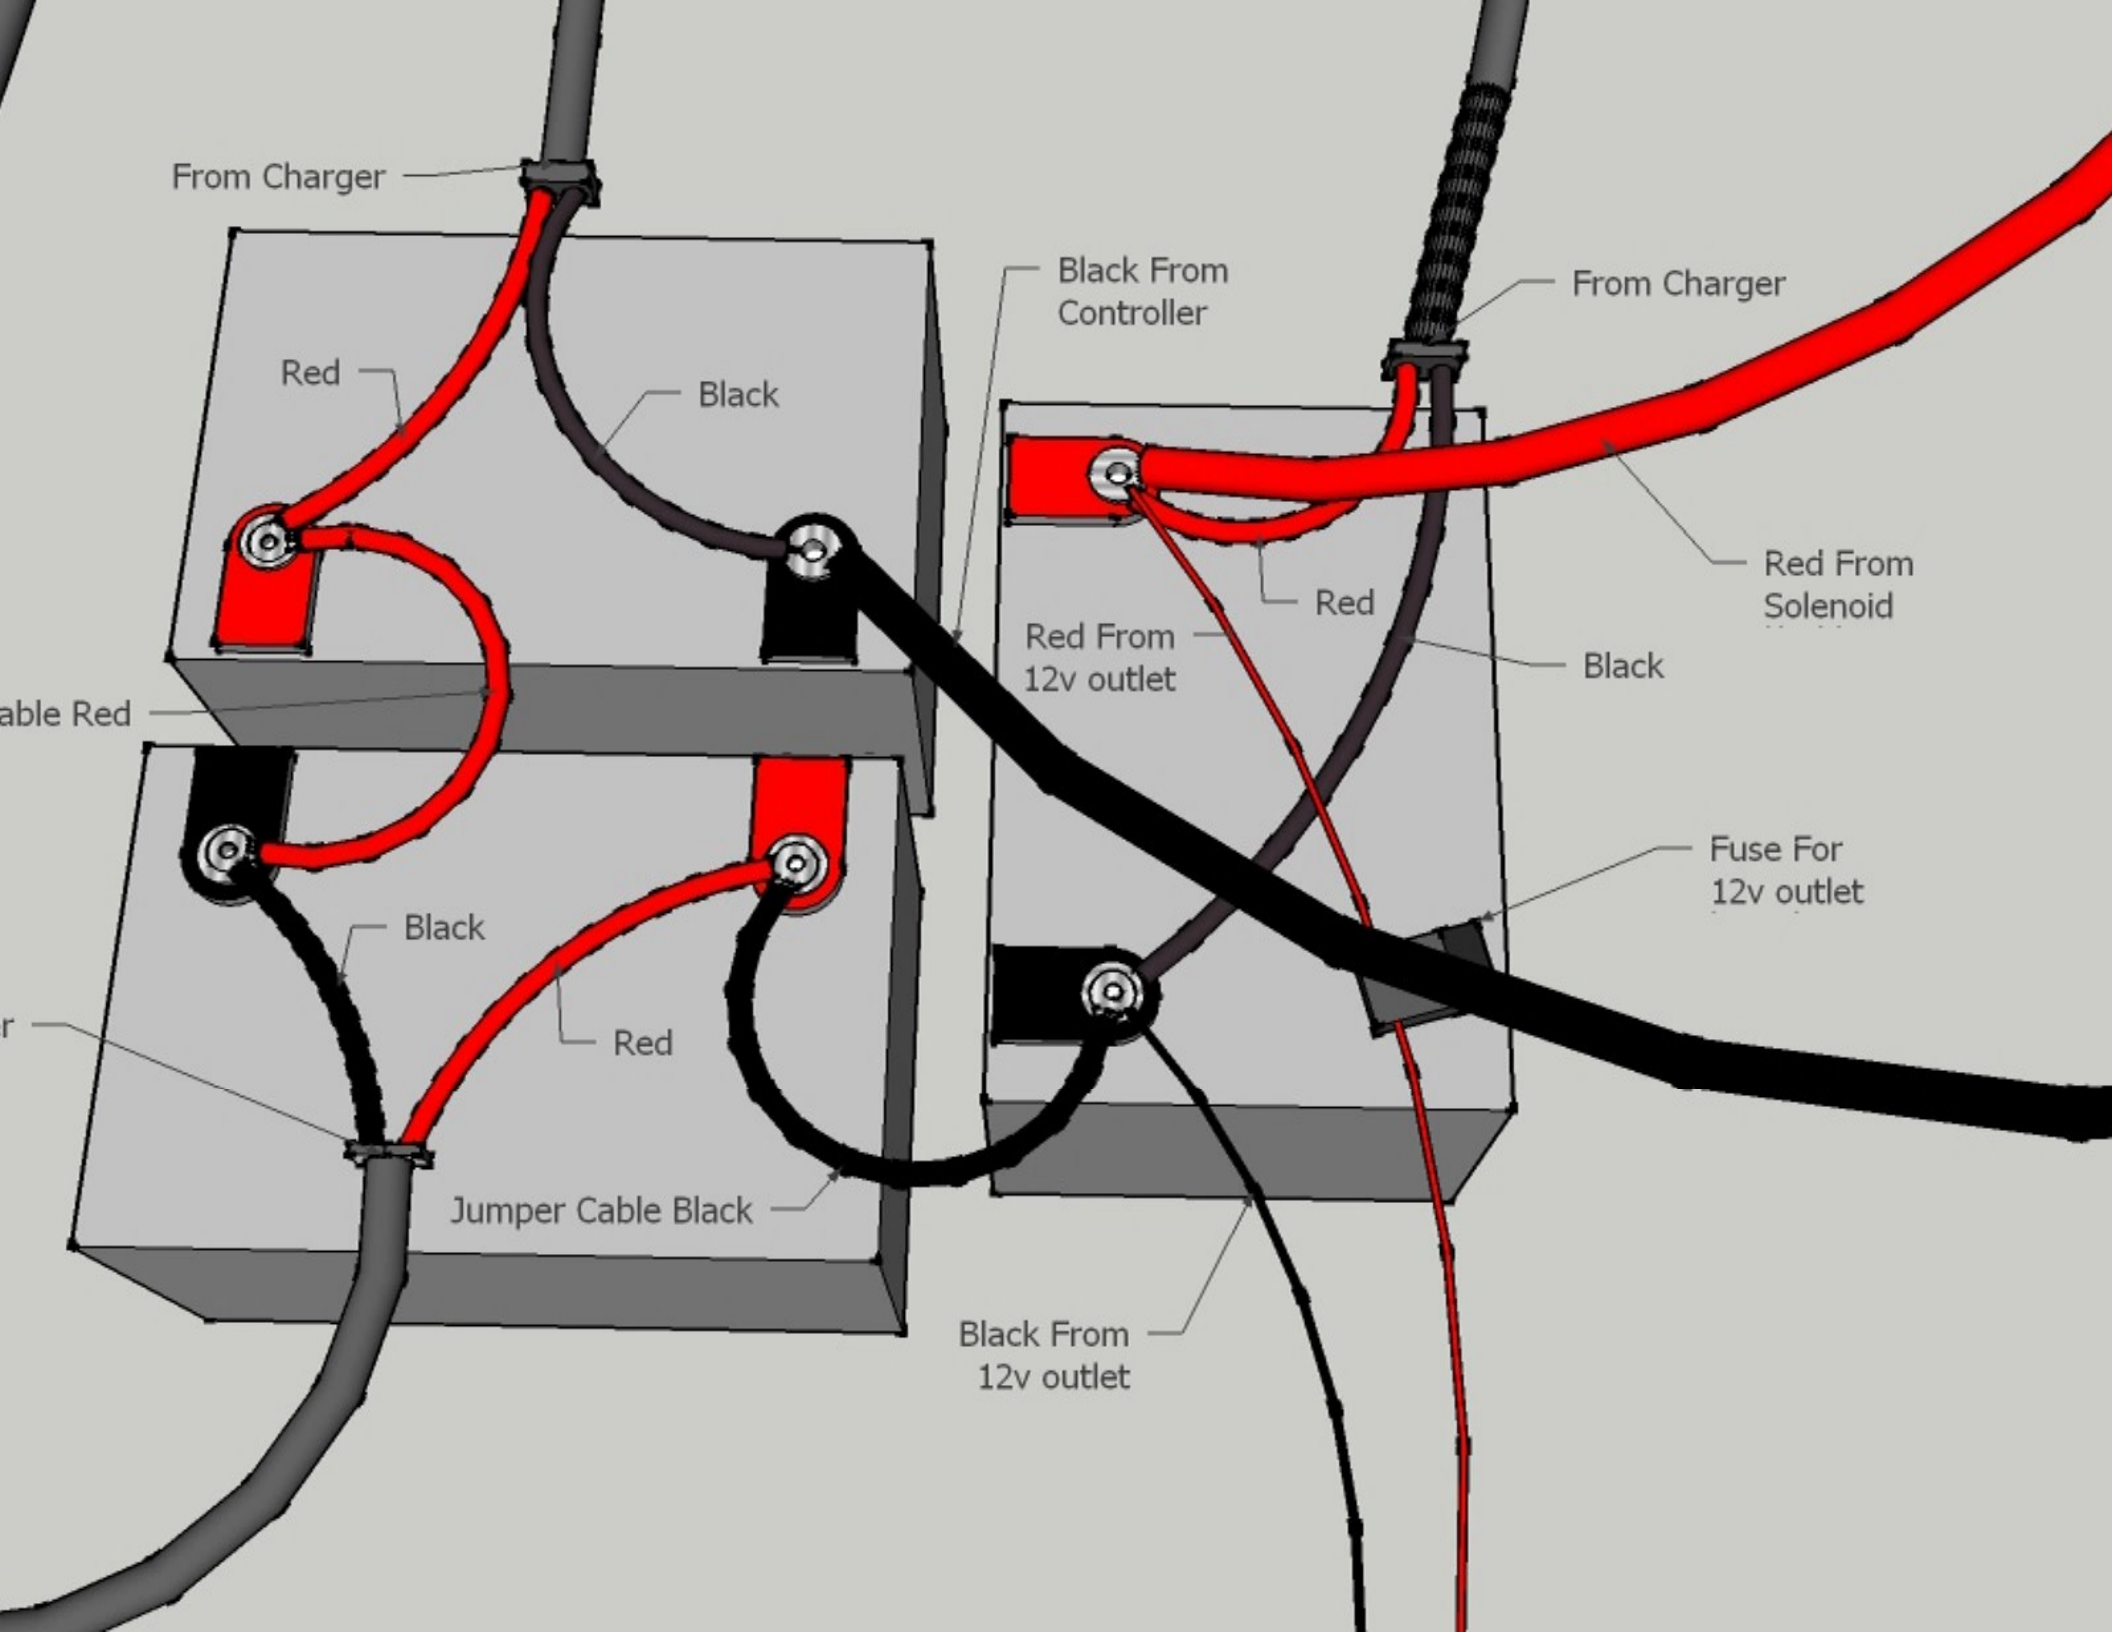 From Charger
Black From
Controller
From Charger
Red
Black
Red From
Solenoid
Red
Red From
12v outlet
Black
able Red
Fuse For
12v outlet
Black
r
Red
Jumper Cable Black
Black From
12v outlet